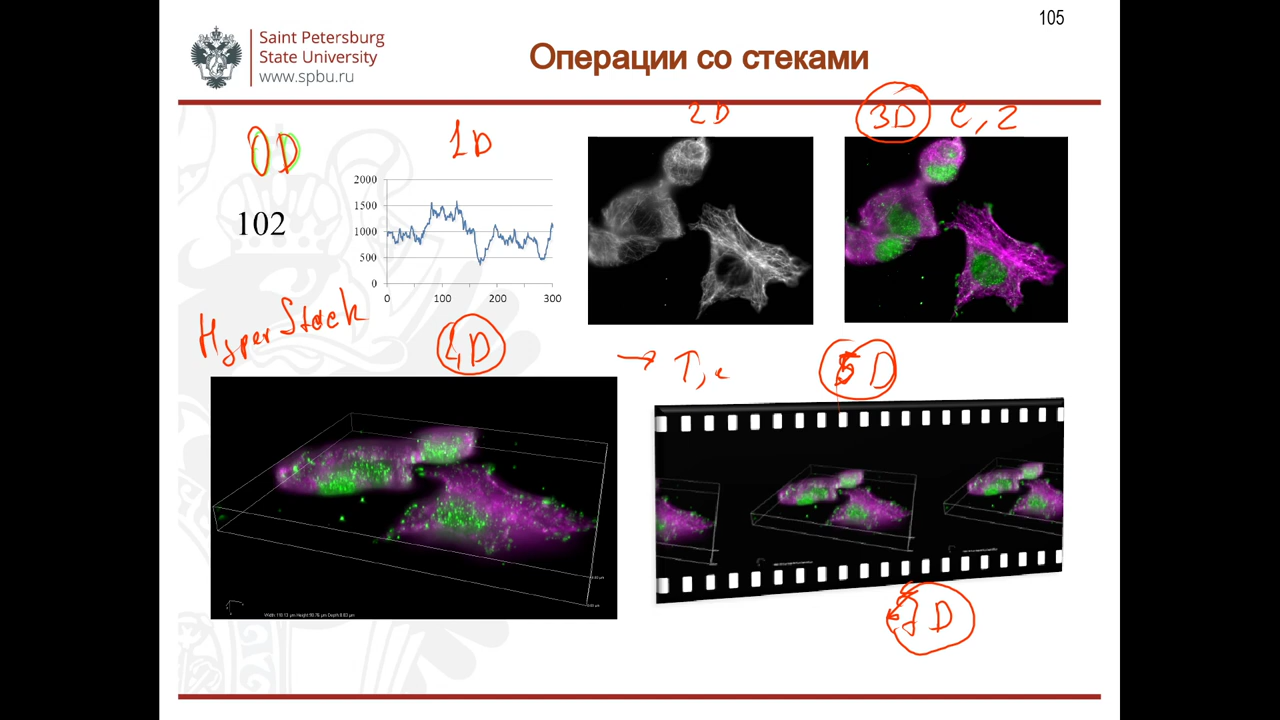 105
Saint Petersburg
State University
www.spbu.ru
Операции со стеками
0D
1D
2D
3D c, z
102
2000
1500
1000
500
0
0 100 200 300
HyperStack
4D
→ T, c
5D
D